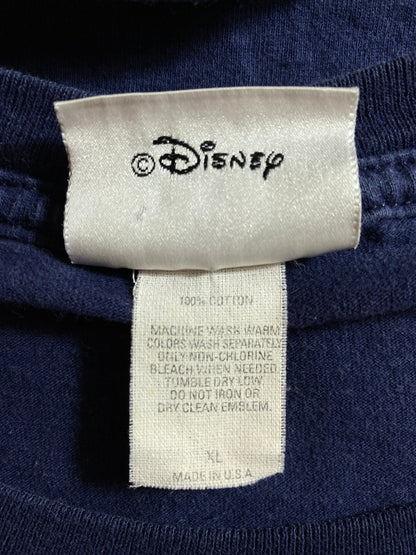 © Disney
100% COTTON
MACHINE WASH WARM
COLORS WASH SEPARATELY
ONLY NON-CHLORINE
BLEACH WHEN NEEDED.
TUMBLE DRY LOW.
DO NOT IRON OR
DRY CLEAN EMBLEM.
XL
MADE IN U.S.A.